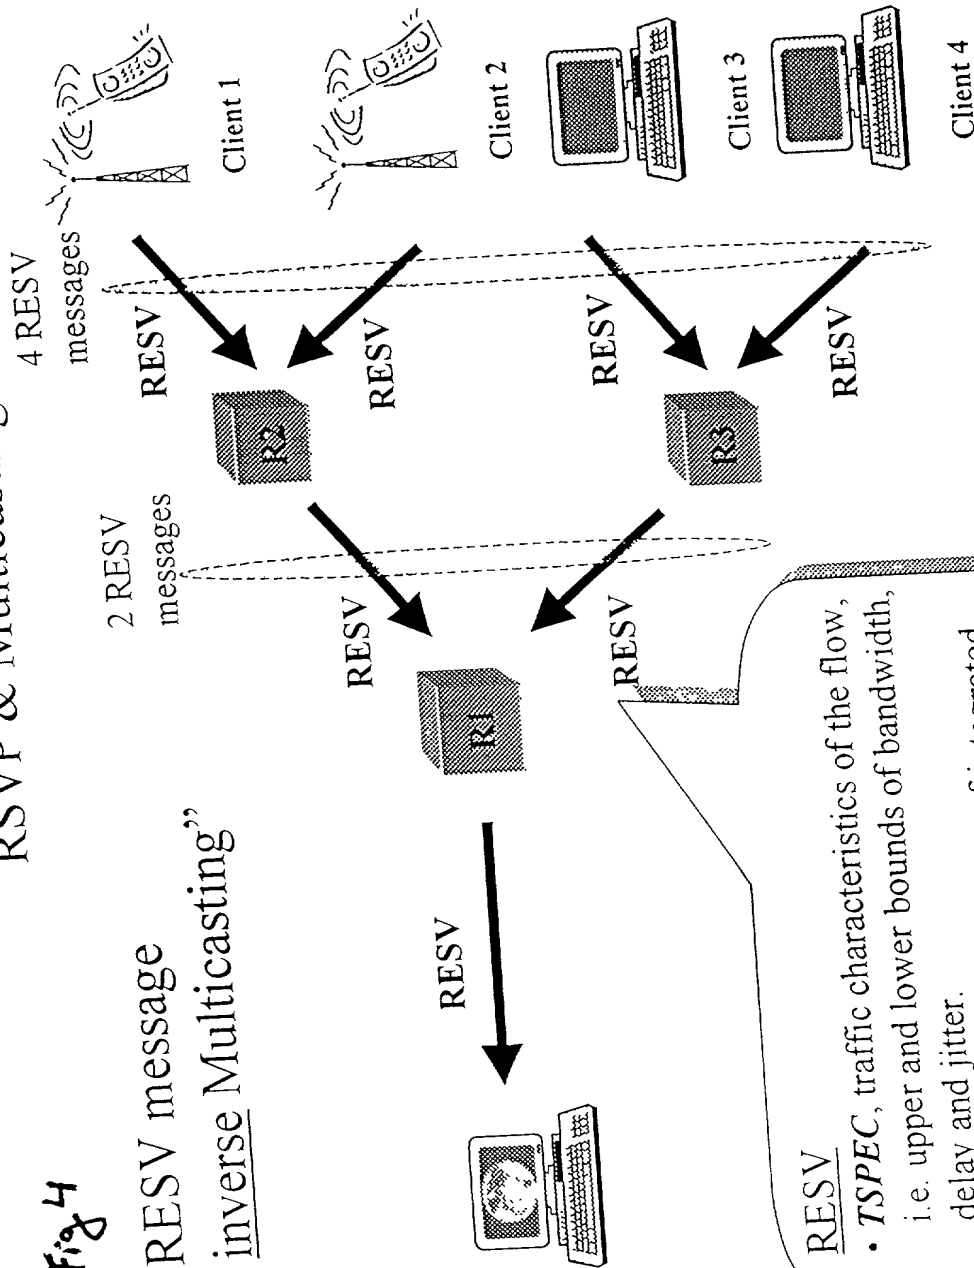 Fig 4
RSVP & Multicasting
RESV message
inverse Multicasting”
4 RESV
messages
2 RESV
messages
RESV
RESV
RESV
RESV
RESV
RESV
RESV
R1
R2
R3
Client 1
Client 2
Client 3
Client 4
RESV
• TSPEC, traffic characteristics of the flow,
i.e. upper and lower bounds of bandwidth,
delay and jitter.